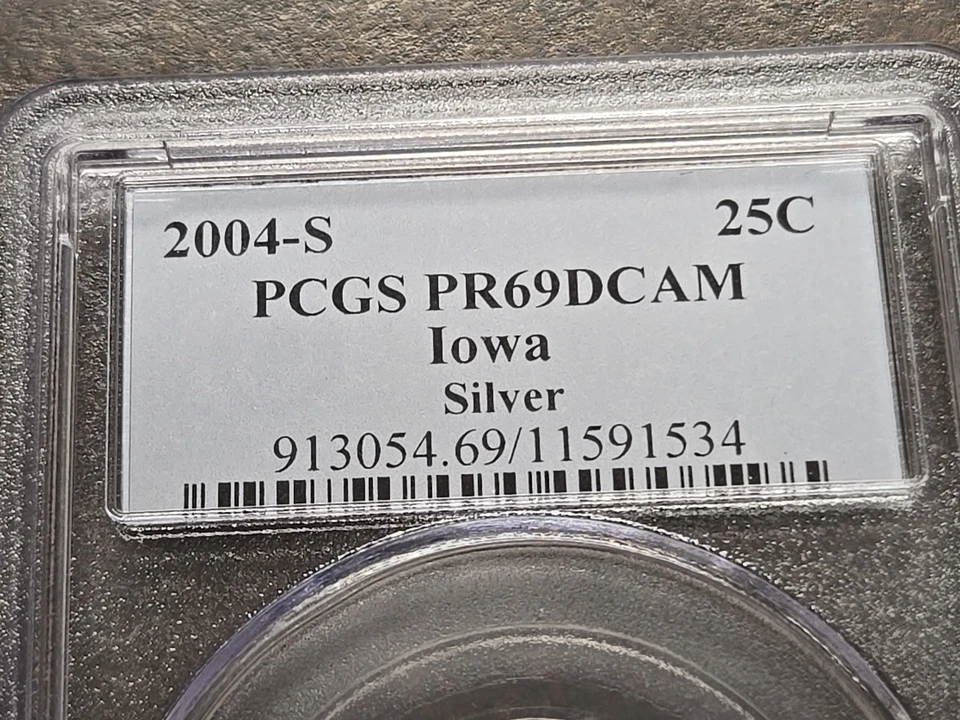 2004-S 25C
PCGS PR69DCAM
Iowa
Silver
913054.69/11591534